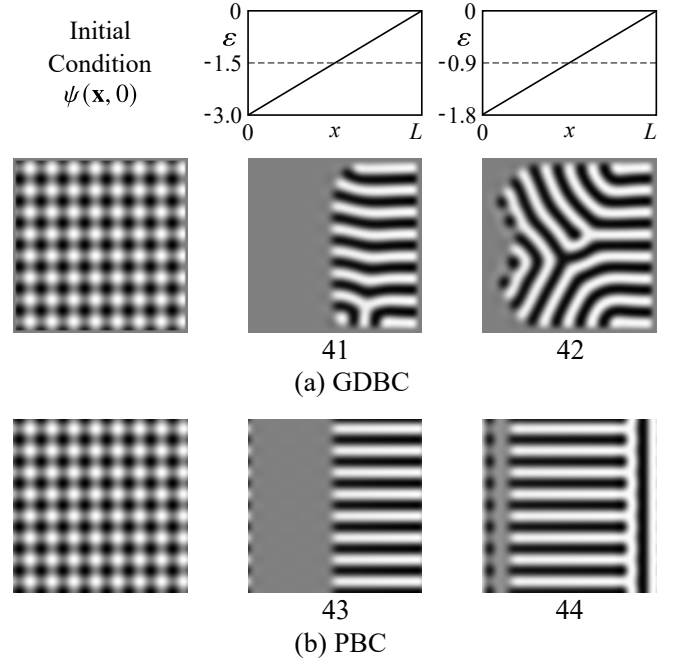 Initial
Condition
ψ(x, 0)
0
ε
-1.5
-3.0
0
x
L
0
ε
-0.9
-1.8
0
x
L
41
42
(a) GDBC
43
44
(b) PBC